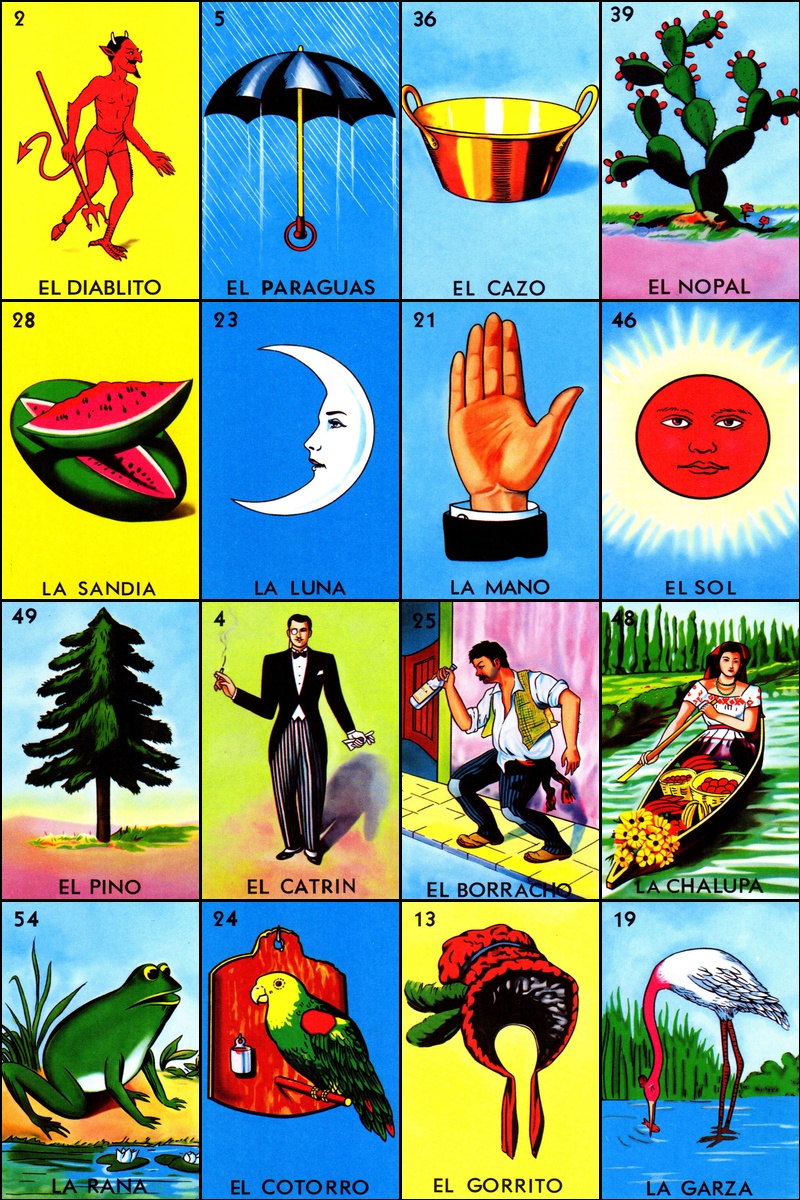 2
EL DIABLITO
5
EL PARAGUAS
36
EL CAZO
39
EL NOPAL
28
LA SANDIA
23
LA LUNA
21
LA MANO
46
EL SOL
49
EL PINO
4
EL CATRIN
25
EL BORRACHO
48
LA CHALUPA
54
LA RANA
24
EL COTORRO
13
EL GORRITO
19
LA GARZA